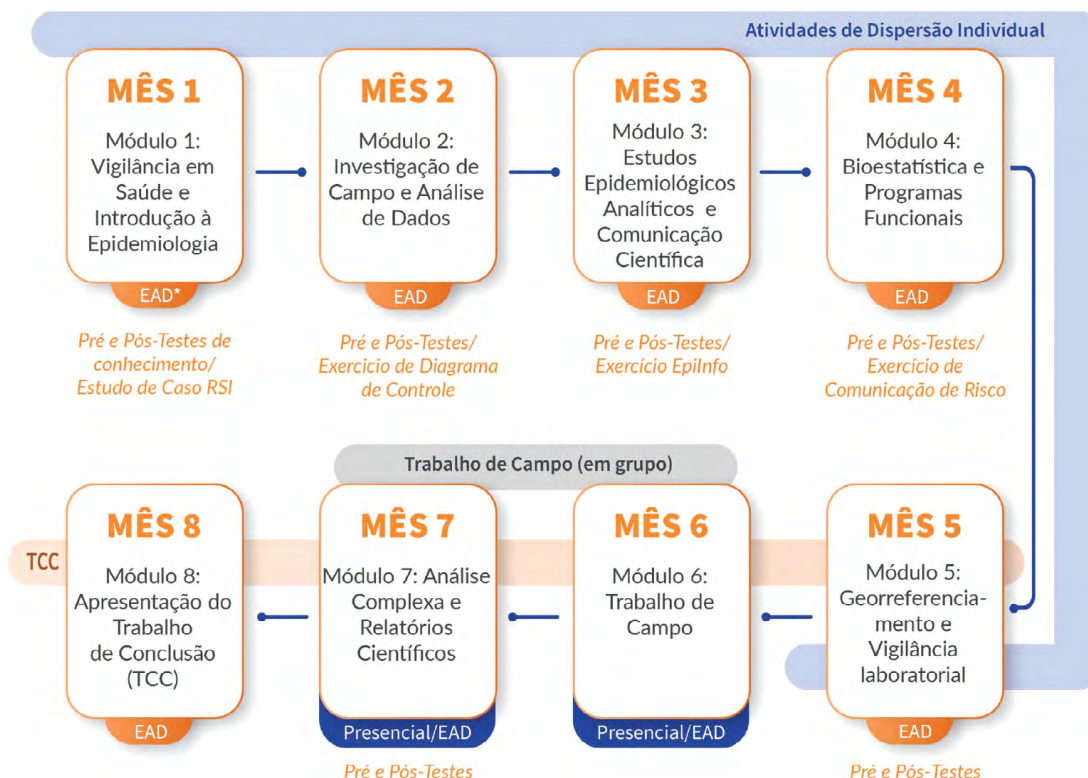 Atividades de Dispersão Individual
MÊS 1
Módulo 1:
Vigilância em
Saúde e
Introdução à
Epidemiologia
EAD*
Pré e Pós-Testes de
conhecimento/
Estudo de Caso RSI
MÊS 2
Módulo 2:
Investigação de
Campo e Análise
de Dados
EAD
Pré e Pós-Testes/
Exercicio de Diagrama
de Controle
MÊS 3
Módulo 3:
Estudos
Epidemiológicos
Analíticos e
Comunicação
Científica
EAD
Pré e Pós-Testes/
Exercício EpiInfo
MÊS 4
Módulo 4:
Bioestatística e
Programas
Funcionais
EAD
Pré e Pós-Testes/
Exercício de
Comunicação de Risco
Trabalho de Campo (em grupo)
TCC
MÊS 8
Módulo 8:
Apresentação do
Trabalho
de Conclusão
(TCC)
EAD
MÊS 7
Módulo 7: Análise
Complexa e
Relatórios
Científicos
Presencial/EAD
Pré e Pós-Testes
MÊS 6
Módulo 6:
Trabalho de
Campo
Presencial/EAD
MÊS 5
Módulo 5:
Georreferencia-
mento e
Vigilância
laboratorial
EAD
Pré e Pós-Testes